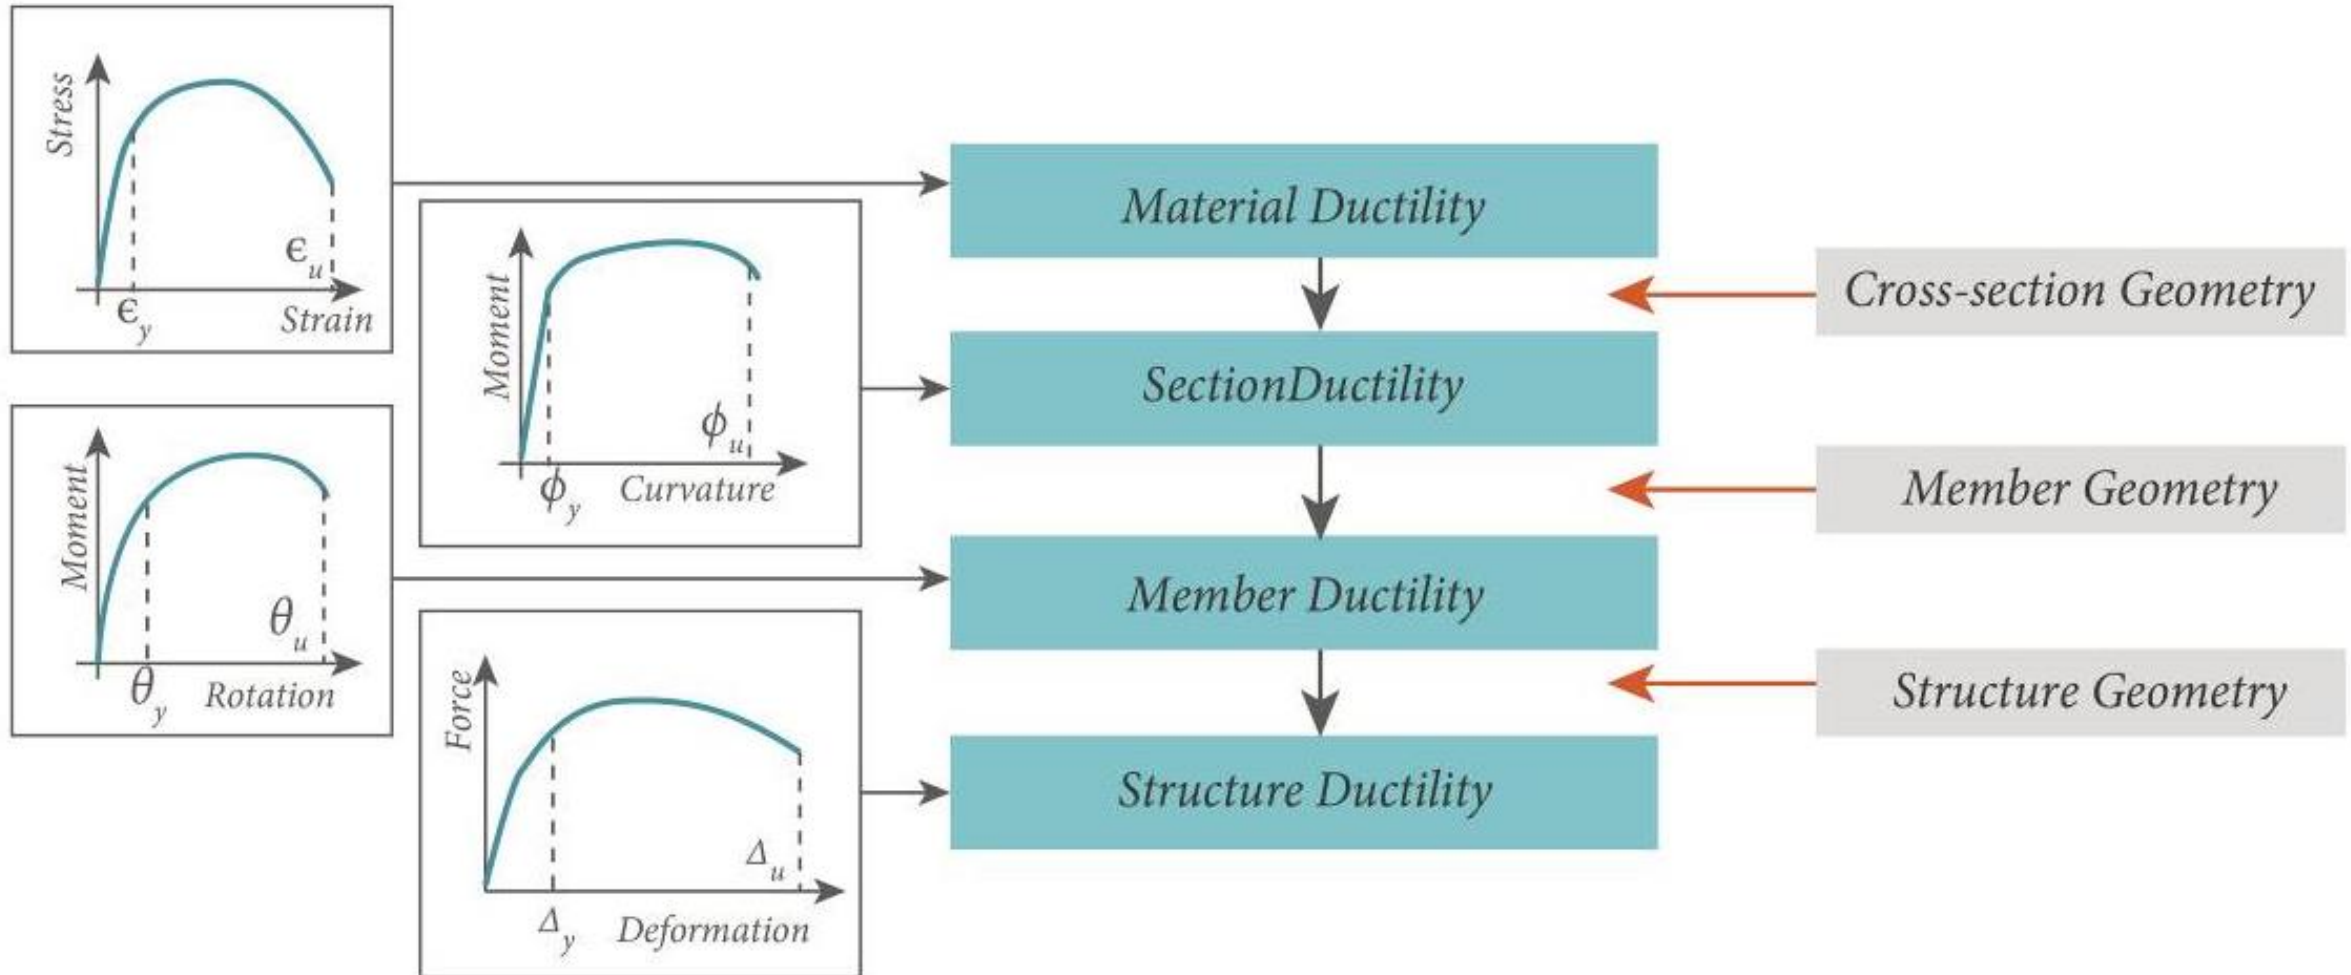 Stress
ϵu
ϵy
Strain
Moment
ϕu
ϕy
Curvature
Moment
θu
θy
Rotation
Force
Δu
Δy
Deformation
Material Ductility
Cross-section Geometry
SectionDuctility
Member Geometry
Member Ductility
Structure Geometry
Structure Ductility